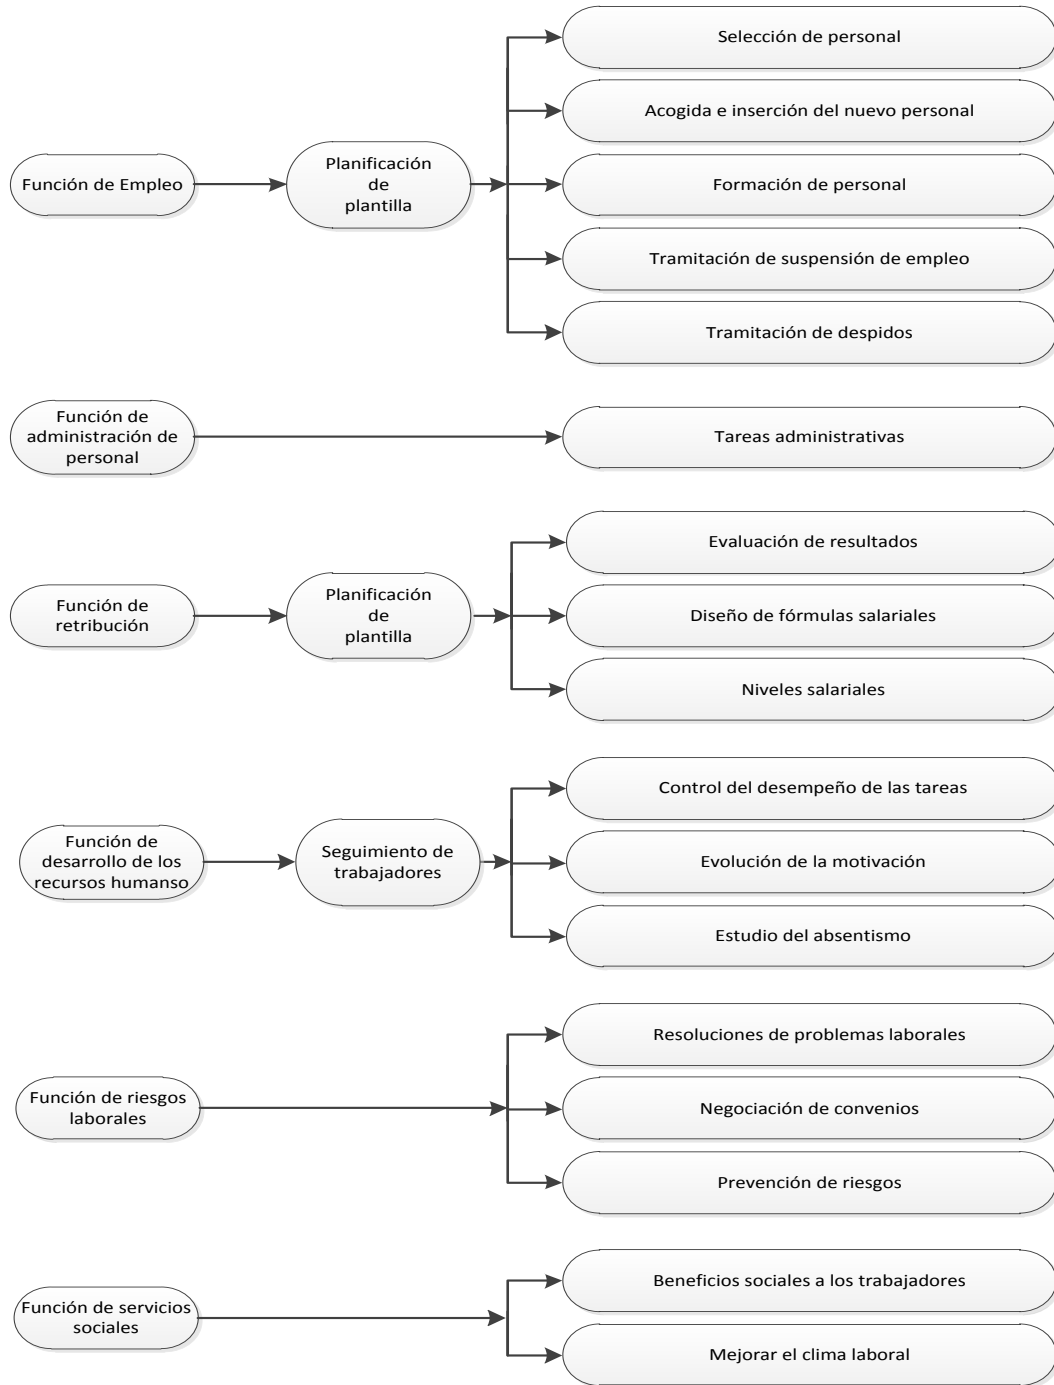 Función de Empleo
Planificación
de
plantilla
Selección de personal
Acogida e inserción del nuevo personal
Formación de personal
Tramitación de suspensión de empleo
Tramitación de despidos
Función de
administración de
personal
Tareas administrativas
Función de
retribución
Planificación
de
plantilla
Evaluación de resultados
Diseño de fórmulas salariales
Niveles salariales
Función de
desarrollo de los
recursos humanso
Seguimiento de
trabajadores
Control del desempeño de las tareas
Evolución de la motivación
Estudio del absentismo
Función de riesgos
laborales
Resoluciones de problemas laborales
Negociación de convenios
Prevención de riesgos
Función de servicios
sociales
Beneficios sociales a los trabajadores
Mejorar el clima laboral